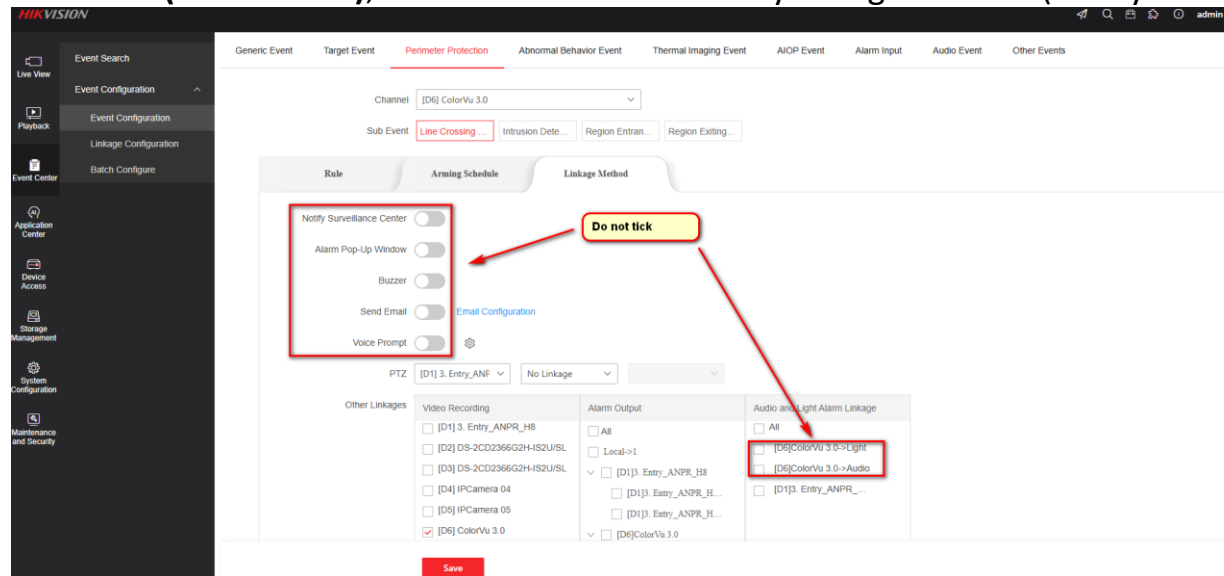 HIKVISION
admin
Live View
Playback
Event Center
Application
Center
Device
Access
Storage
Management
System
Configuration
Maintenance
and Security
Event Search
Event Configuration
Event Configuration
Linkage Configuration
Batch Configure
Generic Event Target Event Perimeter Protection Abnormal Behavior Event Thermal Imaging Event AIOP Event Alarm Input Audio Event Other Events
Channel [D6] ColorVu 3.0
Sub Event Line Crossing ... Intrusion Dete... Region Entran... Region Exiting...
Rule Arming Schedule Linkage Method
Notify Surveillance Center
Do not tick
Alarm Pop-Up Window
Buzzer
Send Email Email Configuration
Voice Prompt
PTZ [D1] 3. Entry_ANF No Linkage
Other Linkages Video Recording Alarm Output Audio and Light Alarm Linkage
[D1] 3. Entry_ANPR_H8 All All
[D2] DS-2CD2366G2H-IS2U/SL Local->1 [D6]ColorVu 3.0->Light
[D3] DS-2CD2366G2H-IS2U/SL [D1]3. Entry_ANPR_H8 [D6]ColorVu 3.0->Audio
[D4] IPCamera 04 [D1]3. Entry_ANPR_H... [D1]3. Entry_ANPR_...
[D5] IPCamera 05 [D1]3. Entry_ANPR_H...
[D6] ColorVu 3.0 [D6]ColorVu 3.0
Save